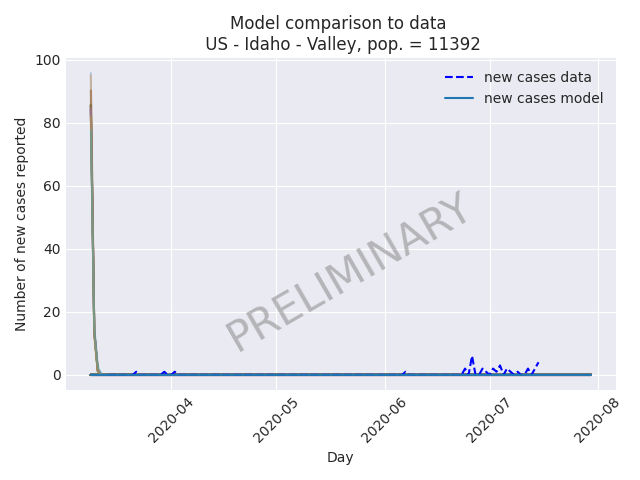 Model comparison to data
US - Idaho - Valley, pop. = 11392
new cases data
new cases model
Number of new cases reported
100
80
60
40
20
0
PRELIMINARY
2020-04
2020-05
2020-06
2020-07
2020-08
Day